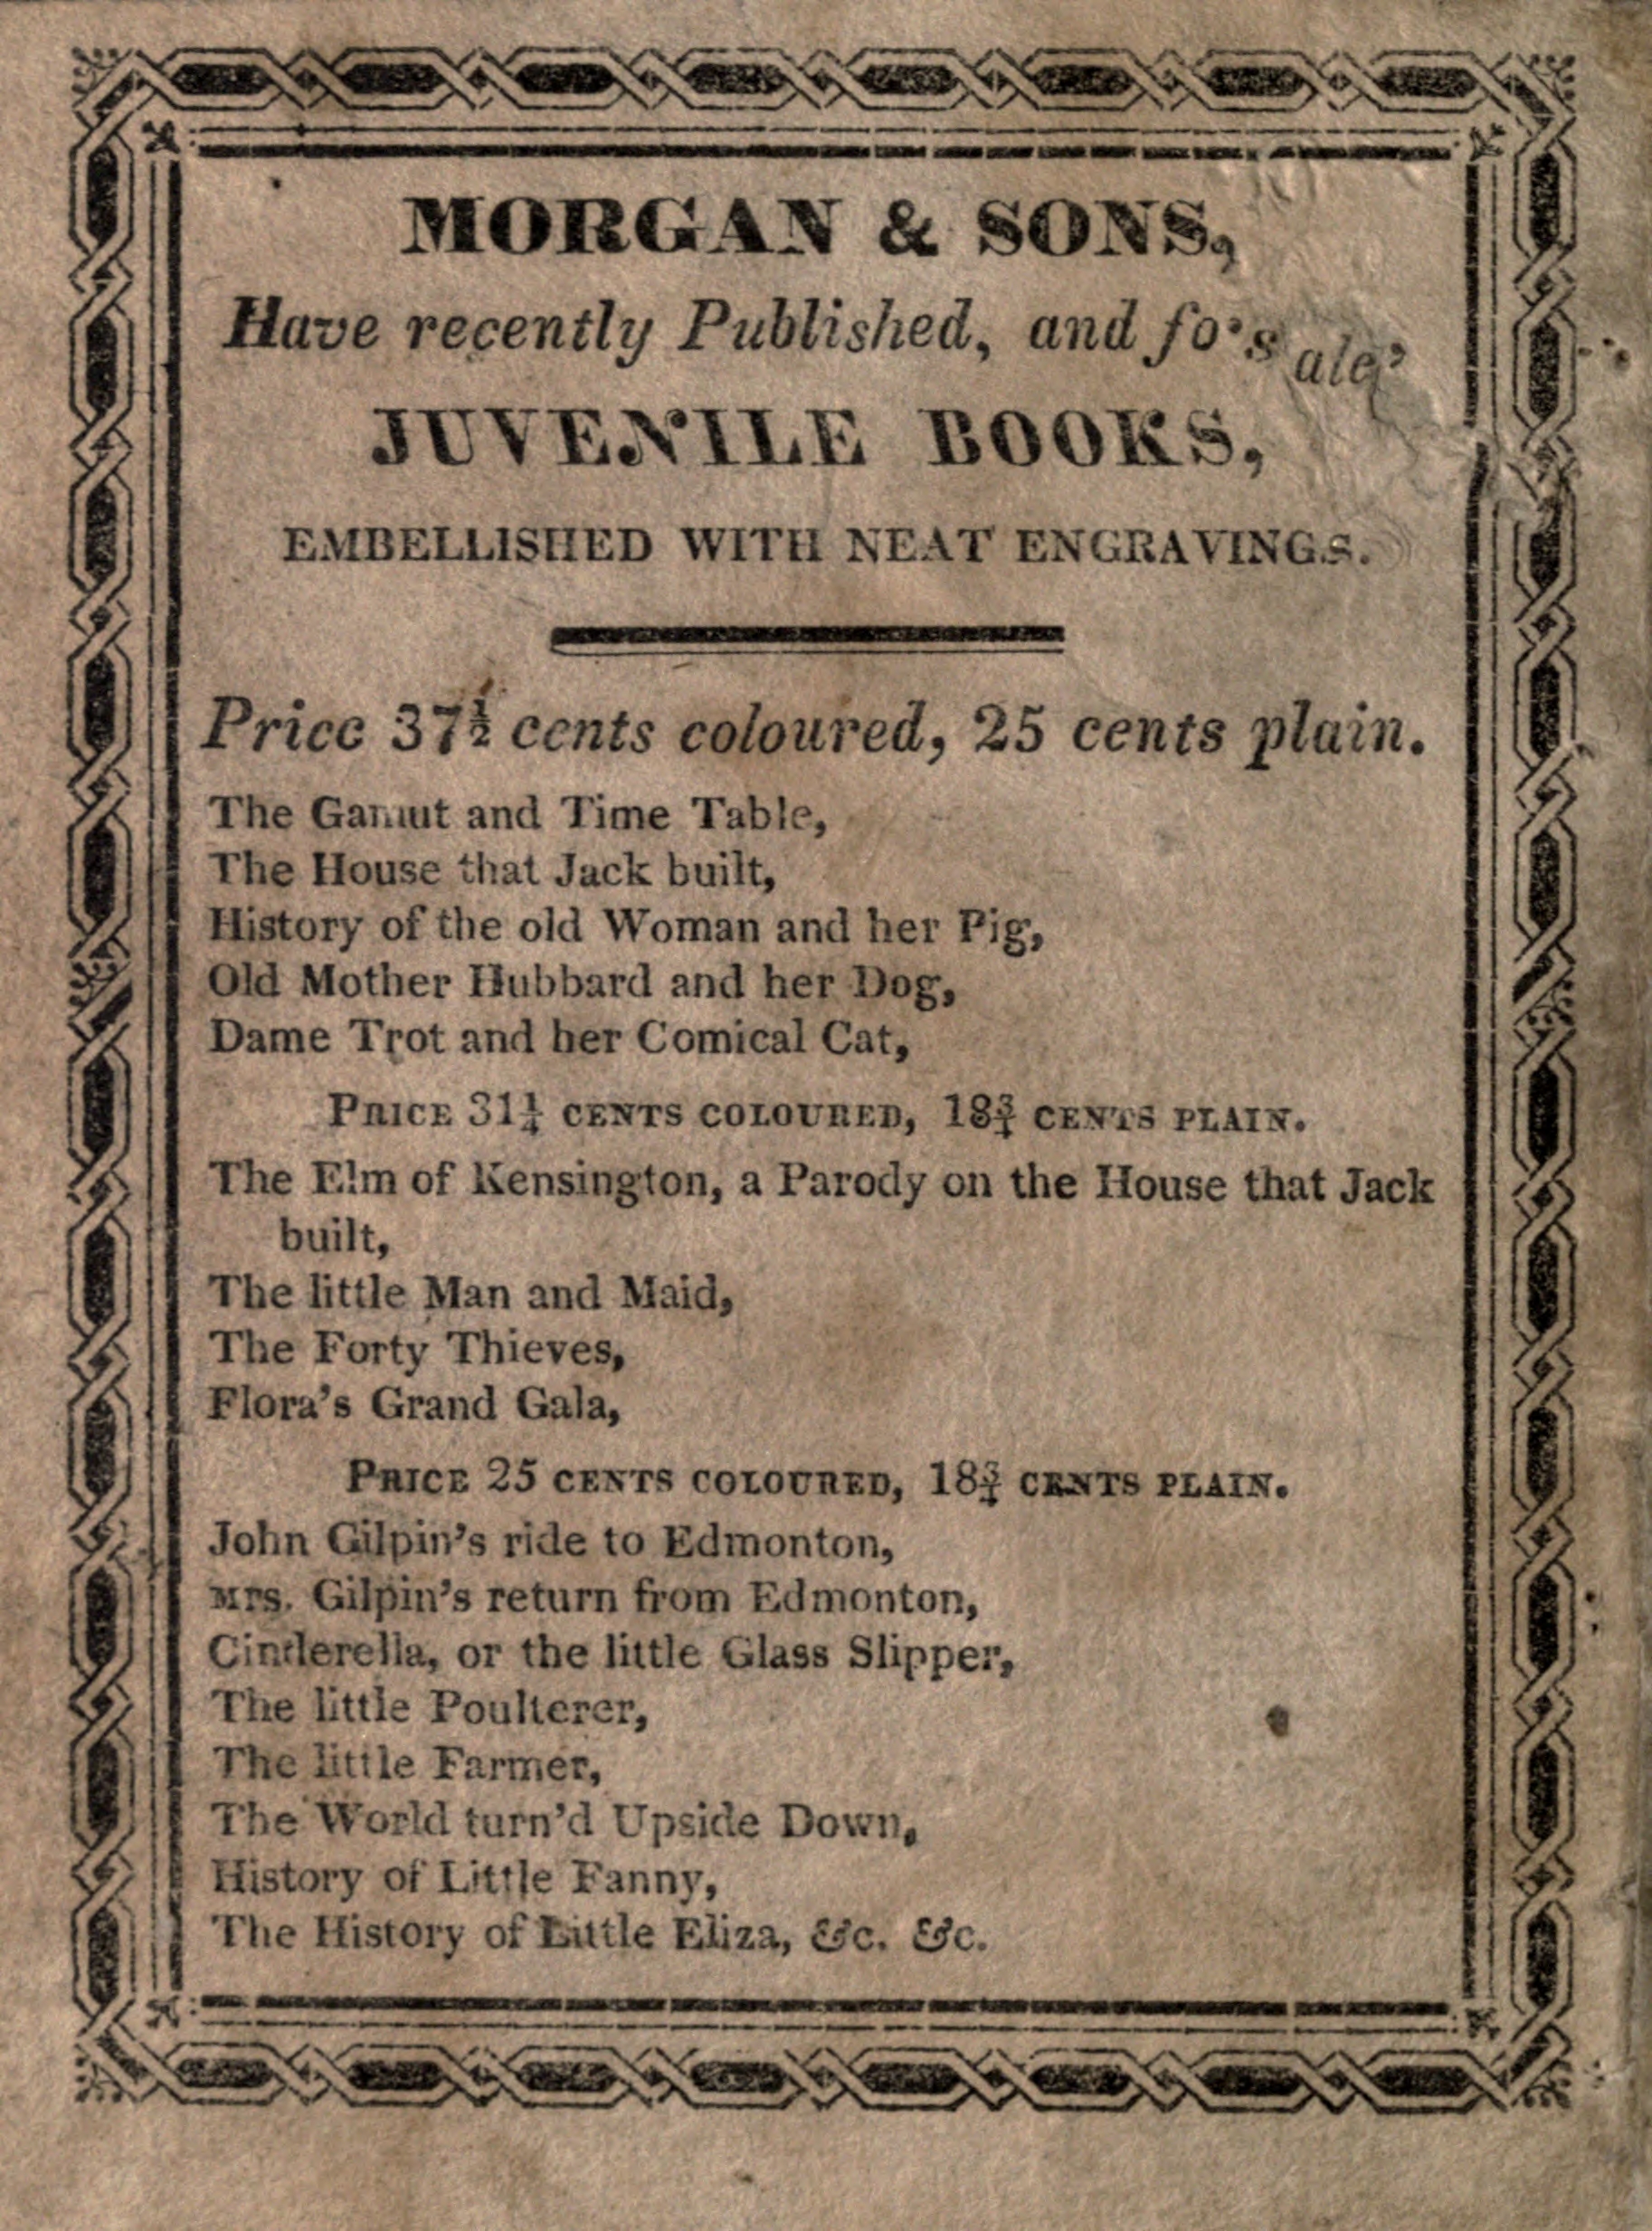 MORGAN & SONS,
Have recently Published, and for sale,
JUVENILE BOOKS,
EMBELLISHED WITH NEAT ENGRAVINGS.
Price 37½ cents coloured, 25 cents plain.
The Gamut and Time Table,
The House that Jack built,
History of the old Woman and her Pig,
Old Mother Hubbard and her Dog,
Dame Trot and her Comical Cat,
PRICE 31¼ CENTS COLOURED, 18¾ CENTS PLAIN.
The Elm of Kensington, a Parody on the House that Jack
built,
The little Man and Maid,
The Forty Thieves,
Flora's Grand Gala,
PRICE 25 CENTS COLOURED, 18¾ CENTS PLAIN.
John Gilpin's ride to Edmonton,
Mrs. Gilpin's return from Edmonton,
Cinderella, or the little Glass Slipper,
The little Poulterer,
The little Farmer,
The World turn'd Upside Down,
History of Little Fanny,
The History of Little Eliza, &c. &c.